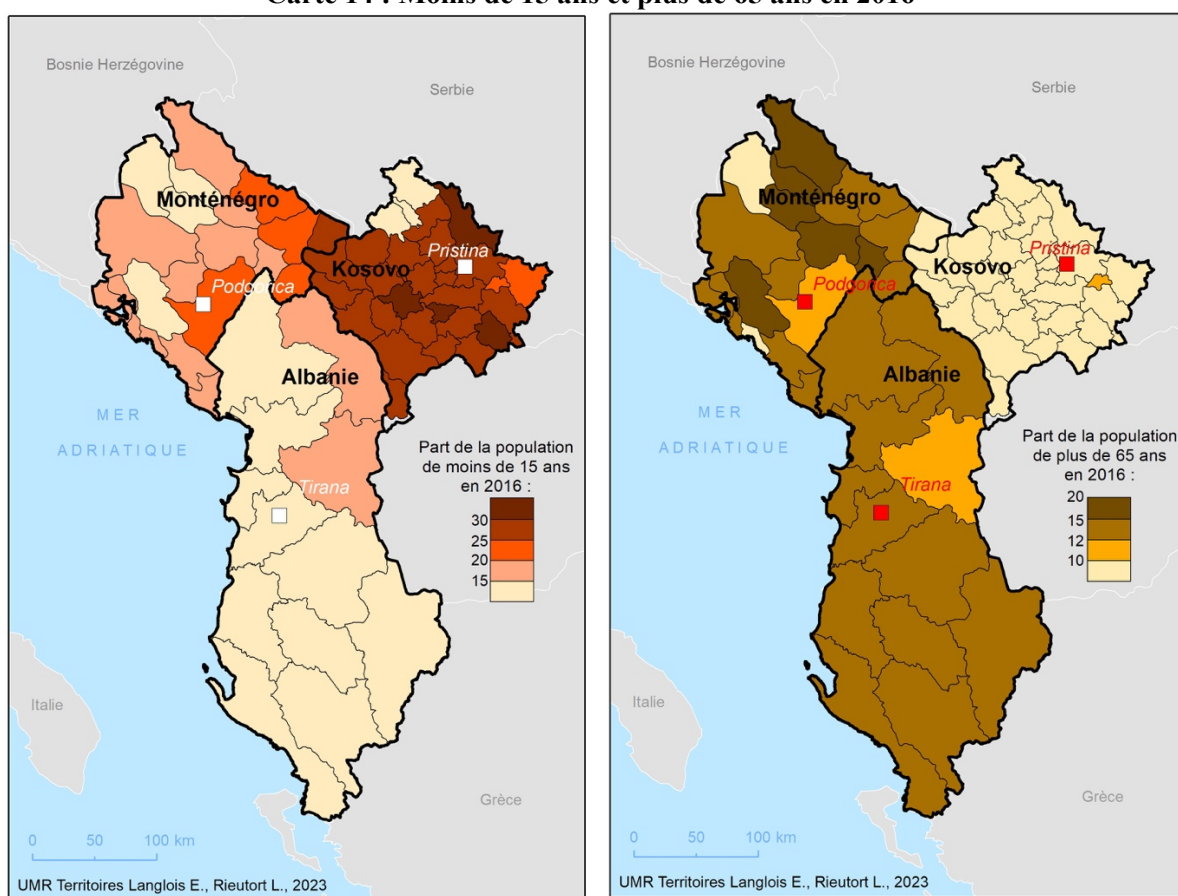 Carte 14 : Moins de 15 ans et plus de 65 ans en 2016
Bosnie Herzégovine
Serbie
Monténégro
Pristina
Kosovo
Podgorica
Albanie
MER
ADRIATIQUE
Part de la population
de moins de 15 ans
en 2016 :
Tirana
30
25
20
15
Italie
Grèce
0 50 100 km
UMR Territoires Langlois E., Rieutort L., 2023
Bosnie Herzégovine
Serbie
Monténégro
Pristina
Kosovo
Podgorica
Albanie
MER
ADRIATIQUE
Part de la population
de plus de 65 ans
en 2016 :
Tirana
20
15
12
10
Italie
Grèce
0 50 100 km
UMR Territoires Langlois E., Rieutort L., 2023